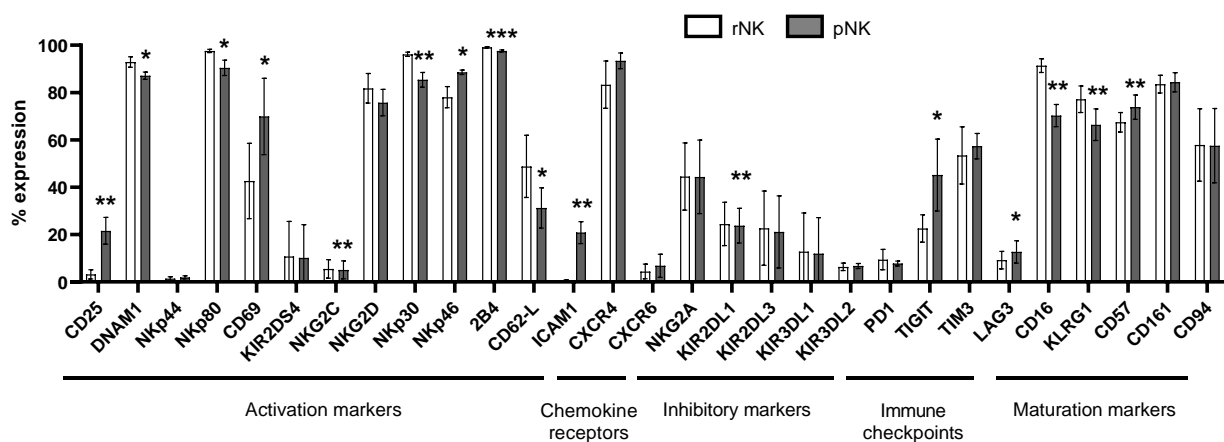 rNK pNK
% expression
100
80
60
40
20
0
** * * * ** ** * *** * ** ** * * ** ** **
CD25 DNAM1 NKp44 NKp80 CD69 KIR2DS4 NKG2C NKG2D NKp30 NKp46 2B4 CD62-L ICAM1 CXCR4 CXCR6 NKG2A KIR2DL1 KIR2DL3 KIR3DL1 KIR3DL2 PD1 TIGIT TIM3 LAG3 CD16 KLRG1 CD57 CD161 CD94
Activation markers Chemokine receptors Inhibitory markers Immune checkpoints Maturation markers